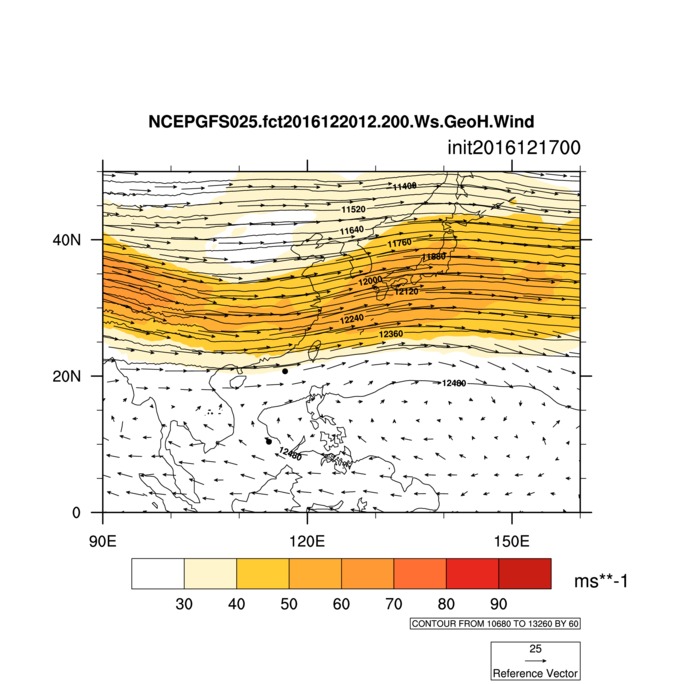 NCEPGFS025.fct2016122012.200.Ws.GeoH.Wind
init2016121700
11400
11520
11640
40N
11760
11880
12000
12120
12240
12360
20N
12480
12480
0
90E 120E 150E
ms**-1
30 40 50 60 70 80 90
CONTOUR FROM 10680 TO 13260 BY 60
25
Reference Vector